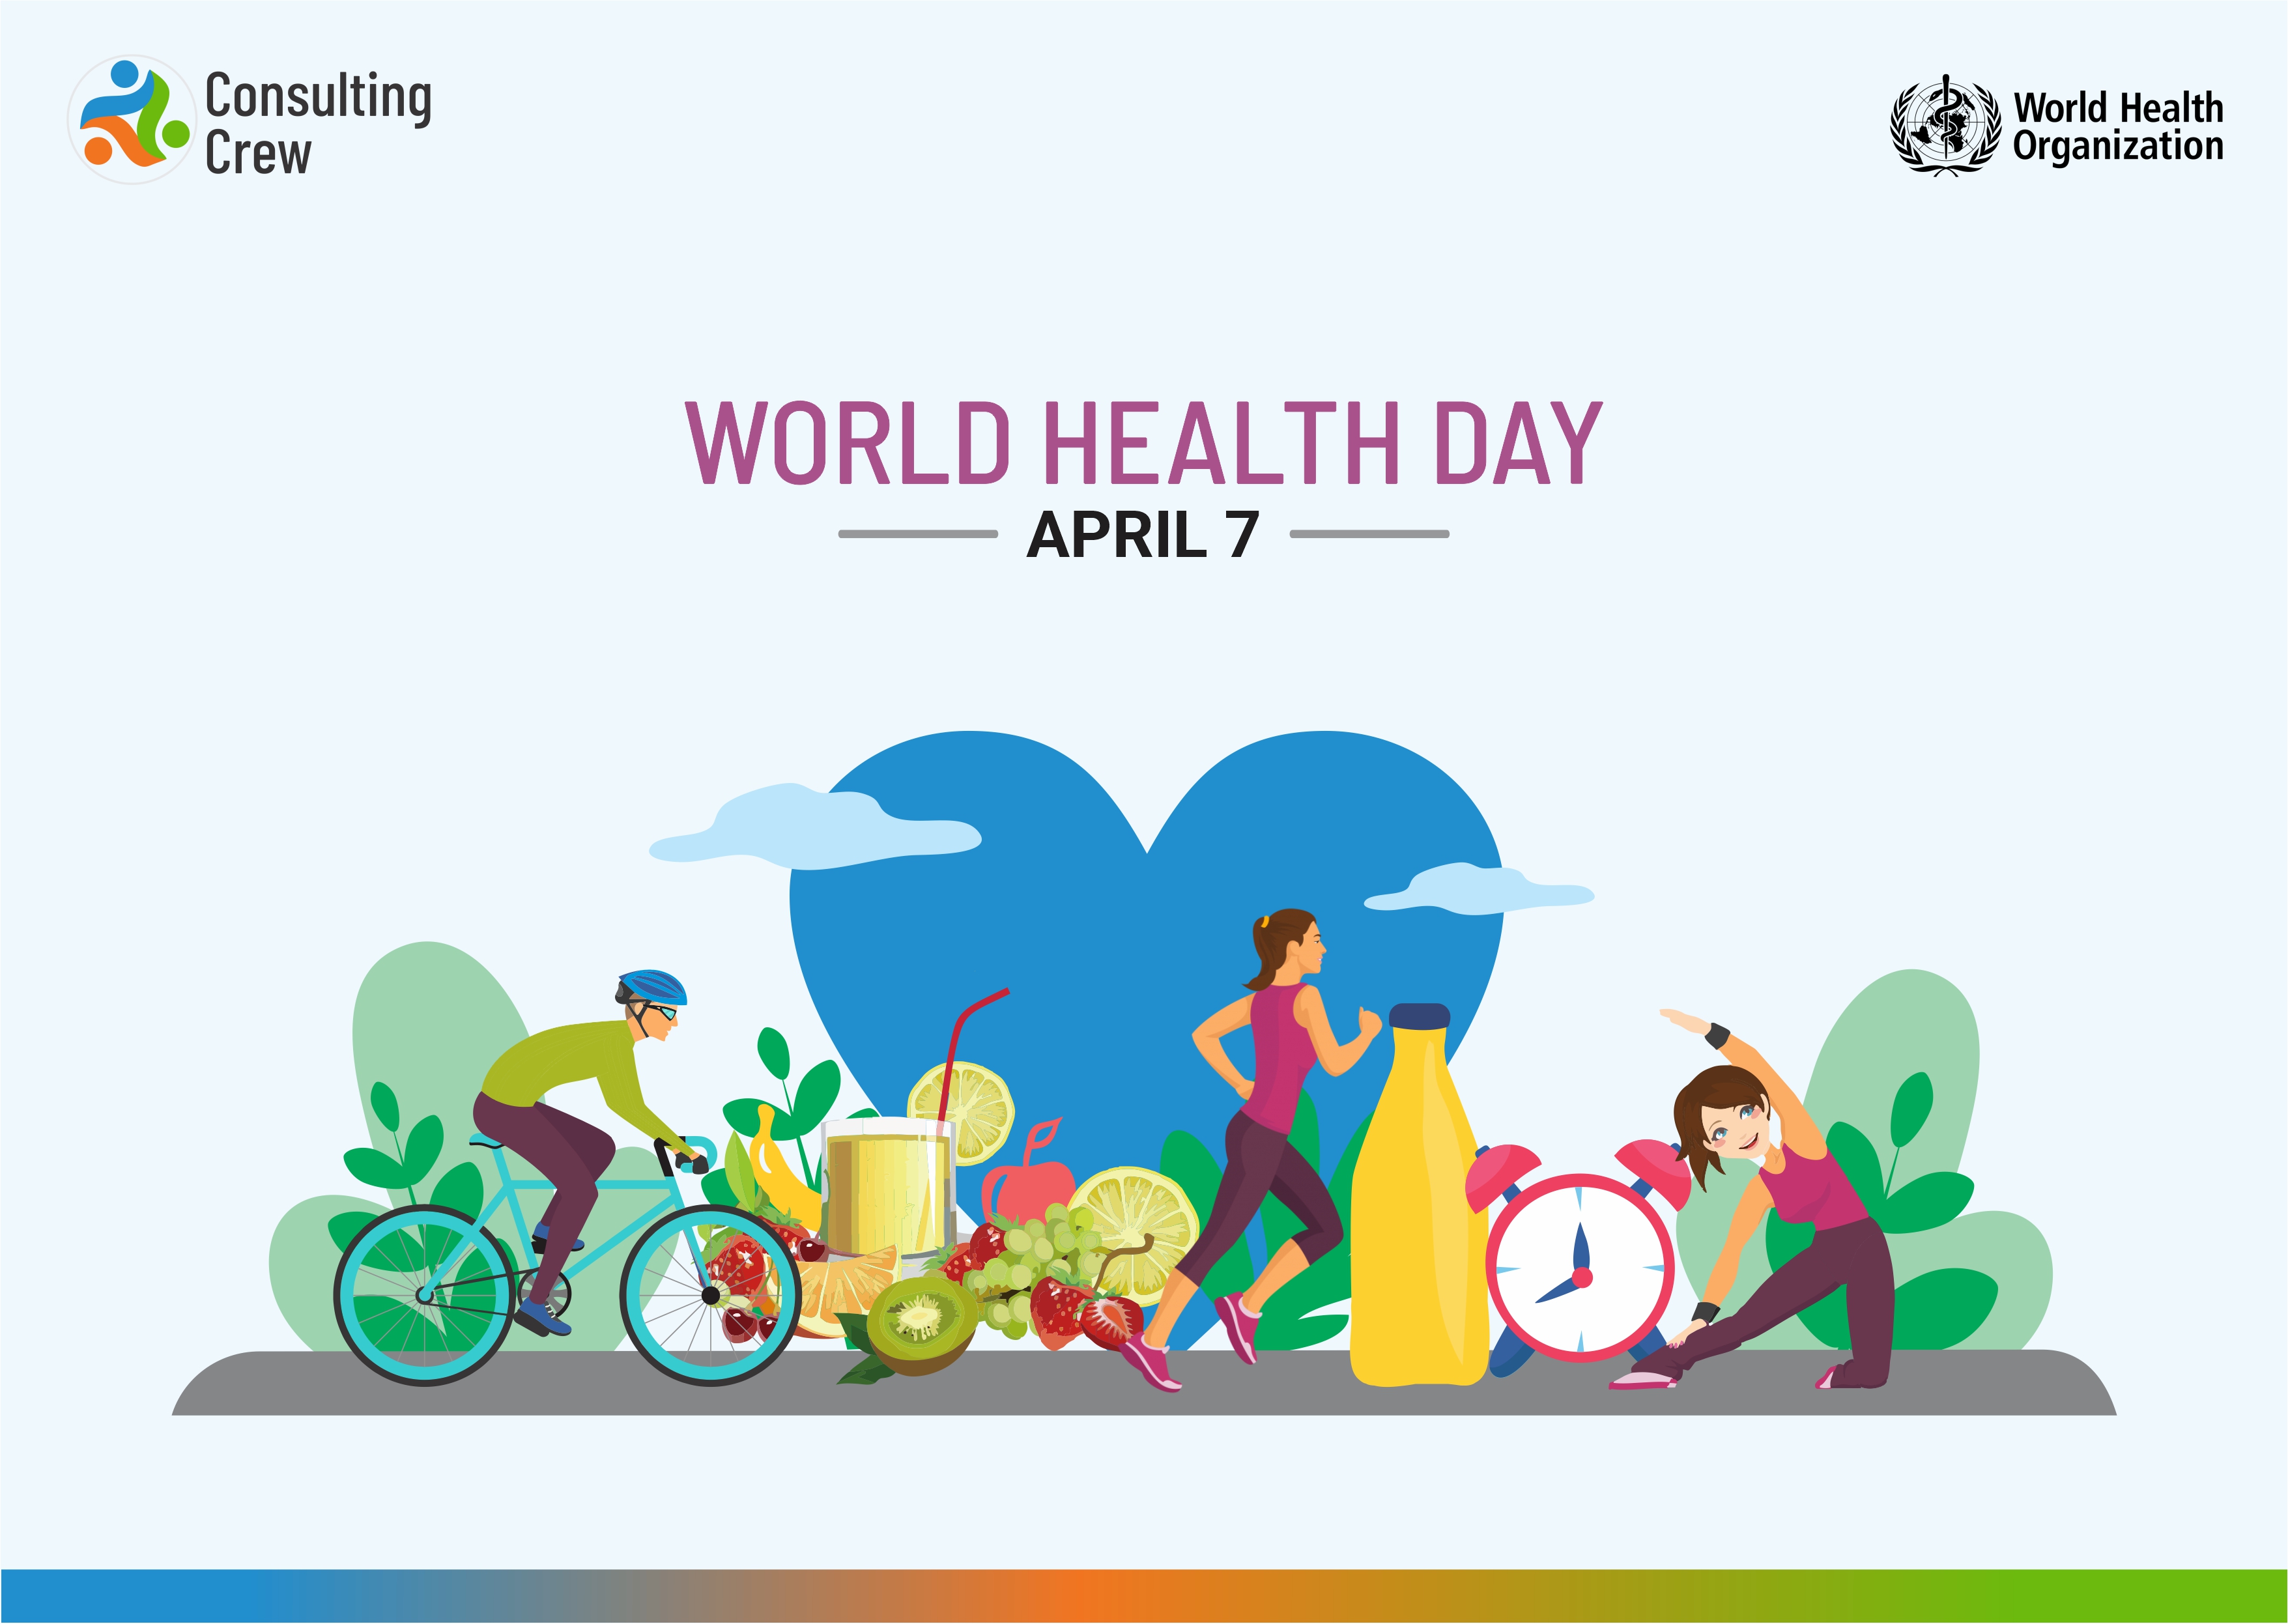 Consulting
Crew
World Health
Organization
WORLD HEALTH DAY
APRIL 7